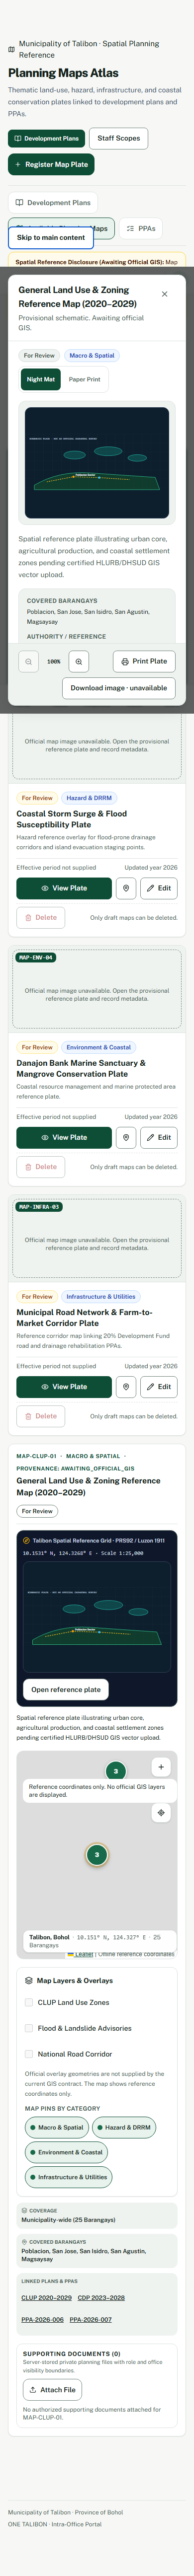 Municipality of Talibon · Spatial Planning
Reference
Planning Maps Atlas
Thematic land-use, hazard, infrastructure, and coastal
conservation plates linked to development plans and
PPAs.
Development Plans
Staff Scopes
Register Map Plate
Development Plans
Maps
PPAs
Skip to main content
Spatial Reference Disclosure (Awaiting Official GIS): Map
General Land Use & Zoning
Reference Map (2020–2029)
Provisional schematic. Awaiting official
GIS.
For Review
Macro & Spatial
Night Mat
Paper Print
Spatial reference plate illustrating urban core,
agricultural production, and coastal settlement
zones pending certified HLURB/DHSUD GIS
vector upload.
COVERED BARANGAYS
Poblacion, San Jose, San Isidro, San Agustin,
Magsaysay
AUTHORITY / REFERENCE
100%
Print Plate
Download image · unavailable
Official map image unavailable. Open the provisional
reference plate and record metadata.
For Review
Hazard & DRRM
Coastal Storm Surge & Flood
Susceptibility Plate
Hazard reference overlay for flood-prone drainage
corridors and island evacuation staging points.
Effective period not supplied
Updated year 2026
View Plate
Edit
Delete
Only draft maps can be deleted.
MAP-ENV-04
Official map image unavailable. Open the provisional
reference plate and record metadata.
For Review
Environment & Coastal
Danajon Bank Marine Sanctuary &
Mangrove Conservation Plate
Coastal resource management and marine protected area
reference plate.
Effective period not supplied
Updated year 2026
View Plate
Edit
Delete
Only draft maps can be deleted.
MAP-INFRA-03
Official map image unavailable. Open the provisional
reference plate and record metadata.
For Review
Infrastructure & Utilities
Municipal Road Network & Farm-to-
Market Corridor Plate
Reference corridor map linking 20% Development Fund
road and drainage rehabilitation PPAs.
Effective period not supplied
Updated year 2026
View Plate
Edit
Delete
Only draft maps can be deleted.
MAP-CLUP-01 · MACRO & SPATIAL ·
PROVENANCE: AWAITING_OFFICIAL_GIS
General Land Use & Zoning Reference
Map (2020–2029)
For Review
Talibon Spatial Reference Grid · PRS92 / Luzon 1911
10.1531° N, 124.3268° E · Scale 1:25,000
Open reference plate
Spatial reference plate illustrating urban core,
agricultural production, and coastal settlement zones
pending certified HLURB/DHSUD GIS vector upload.
3
Reference coordinates only. No official GIS layers
are displayed.
3
Talibon, Bohol · 10.151° N, 124.327° E · 25
Barangays
Leaflet | Offline reference coordinates
Map Layers & Overlays
CLUP Land Use Zones
Flood & Landslide Advisories
National Road Corridor
Official overlay geometries are not supplied by the
current GIS contract. The map shows reference
coordinates only.
MAP PINS BY CATEGORY
Macro & Spatial
Hazard & DRRM
Environment & Coastal
Infrastructure & Utilities
COVERAGE
Municipality-wide (25 Barangays)
COVERED BARANGAYS
Poblacion, San Jose, San Isidro, San Agustin,
Magsaysay
LINKED PLANS & PPAS
CLUP 2020–2029
CDP 2023–2028
PPA-2026-006
PPA-2026-007
SUPPORTING DOCUMENTS (0)
Server-stored private planning files with role and office
visibility boundaries.
Attach File
No authorized supporting documents attached for
MAP-CLUP-01.
Municipality of Talibon · Province of Bohol
ONE TALIBON · Intra-Office Portal